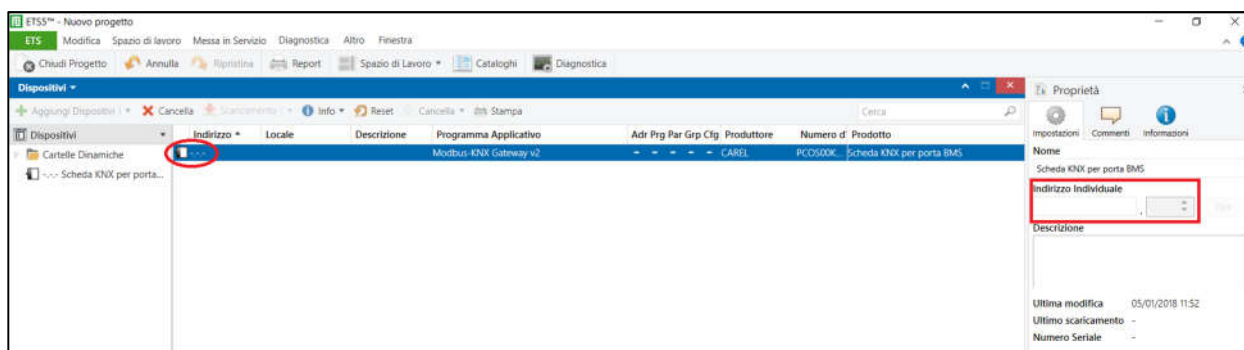 ETS5™ - Nuovo progetto
ETS Modifica Spazio di lavoro Messa in Servizio Diagnostica Altro Finestra
Chiudi Progetto Annulla Ripristina Report Spazio di Lavoro Cataloghi Diagnostica
Dispositivi
Aggiungi Dispositivi Cancella Scaricamento Info Reset Cancella Stampa Cerca
Dispositivi
Cartelle Dinamiche
-.-.- Scheda KNX per porta...
Indirizzo Locale Descrizione Programma Applicativo Adr Prg Par Grp Cfg Produttore Numero d Prodotto
-.-.- Modbus-KNX Gateway v2 - - - - - CAREL PCOS00K... Scheda KNX per porta BMS
Proprietà
Impostazioni Commenti Informazioni
Nome
Scheda KNX per porta BMS
Indirizzo Individuale
.
Descrizione
Ultima modifica 05/01/2018 11:52
Ultimo scaricamento -
Numero Seriale -